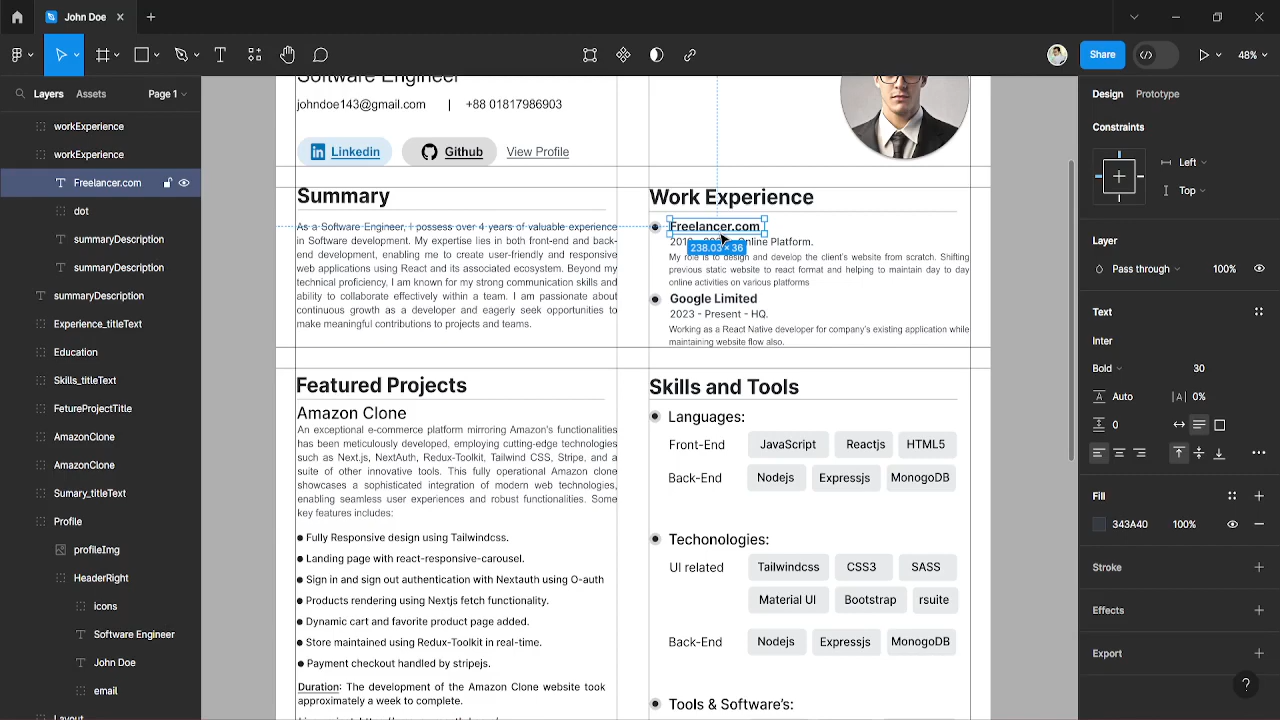 John Doe
Share
48%
Layers
Assets
Page 1
workExperience
workExperience
Freelancer.com
dot
summaryDescription
summaryDescription
summaryDescription
Experience_titleText
Education
Skills_titleText
FetureProjectTitle
AmazonClone
AmazonClone
Sumary_titleText
Profile
profileImg
HeaderRight
icons
Software Engineer
John Doe
email
Layout
Software Engineer
johndoe143@gmail.com | +88 01817986903
Linkedin
Github
View Profile
Summary
As a Software Engineer, I possess over 4 years of valuable experience
in Software development. My expertise lies in both front-end and back-
end development, enabling me to create user-friendly and responsive
web applications using React and its associated ecosystem. Beyond my
technical proficiency, I am known for my strong communication skills and
ability to collaborate effectively within a team. I am passionate about
continuous growth as a developer and eagerly seek opportunities to
make meaningful contributions to projects and teams.
Work Experience
Freelancer.com
Online Platform.
238.03 × 36
My role is to design and develop the client's website from scratch. Shifting
previous static website to react format and helping to maintain day to day
online activities on various platforms
Google Limited
2023 - Present - HQ.
Working as a React Native developer for company's existing application while
maintaining website flow also.
Featured Projects
Amazon Clone
An exceptional e-commerce platform mirroring Amazon's functionalities
has been meticulously developed, employing cutting-edge technologies
such as Next.js, NextAuth, Redux-Toolkit, Tailwind CSS, Stripe, and a
suite of other innovative tools. This fully operational Amazon clone
showcases a sophisticated integration of modern web technologies,
enabling seamless user experiences and robust functionalities. Some
key features includes:
Fully Responsive design using Tailwindcss.
Landing page with react-responsive-carousel.
Sign in and sign out authentication with Nextauth using O-auth
Products rendering using Nextjs fetch functionality.
Dynamic cart and favorite product page added.
Store maintained using Redux-Toolkit in real-time.
Payment checkout handled by stripejs.
Duration: The development of the Amazon Clone website took
approximately a week to complete.
Skills and Tools
Languages:
Front-End JavaScript Reactjs HTML5
Back-End Nodejs Expressjs MonogoDB
Techonologies:
UI related Tailwindcss CSS3 SASS
Material UI Bootstrap rsuite
Back-End Nodejs Expressjs MonogoDB
Tools & Software's:
Design
Prototype
Constraints
Left
Top
Layer
Pass through 100%
Text
Inter
Bold 30
Auto 0%
0
Fill
343A40 100%
Stroke
Effects
Export
?